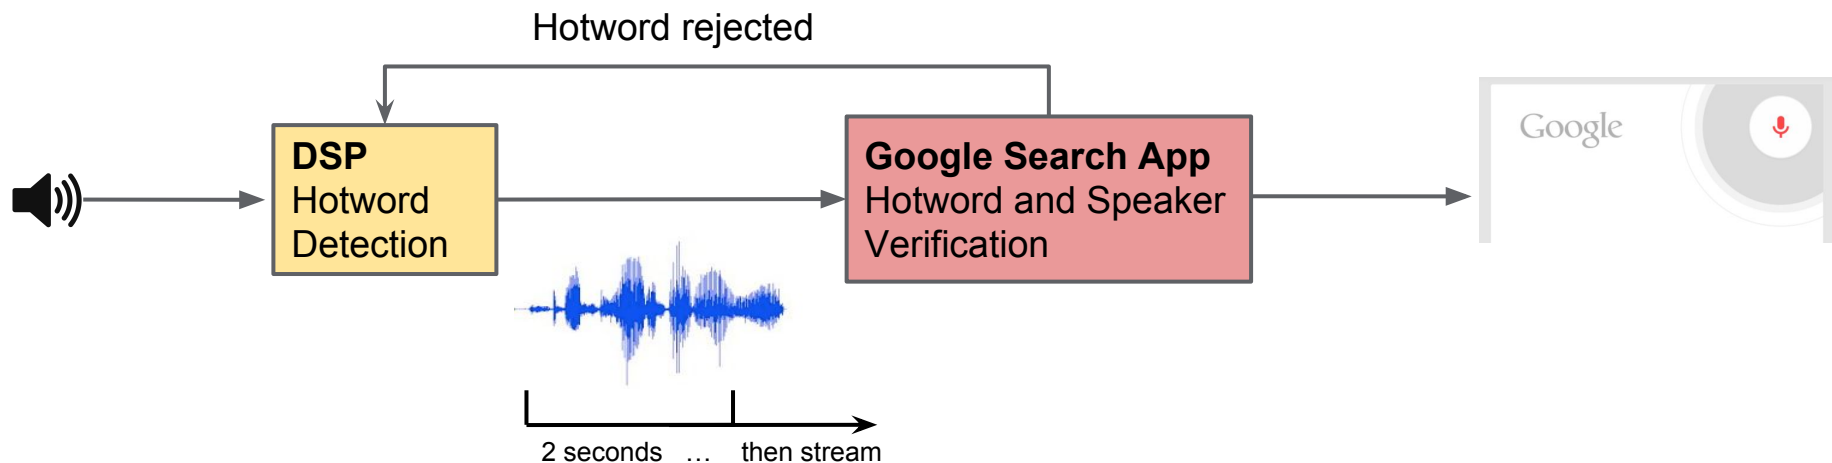 Hotword rejected
DSP
Hotword
Detection
Google Search App
Hotword and Speaker
Verification
Google
2 seconds … then stream